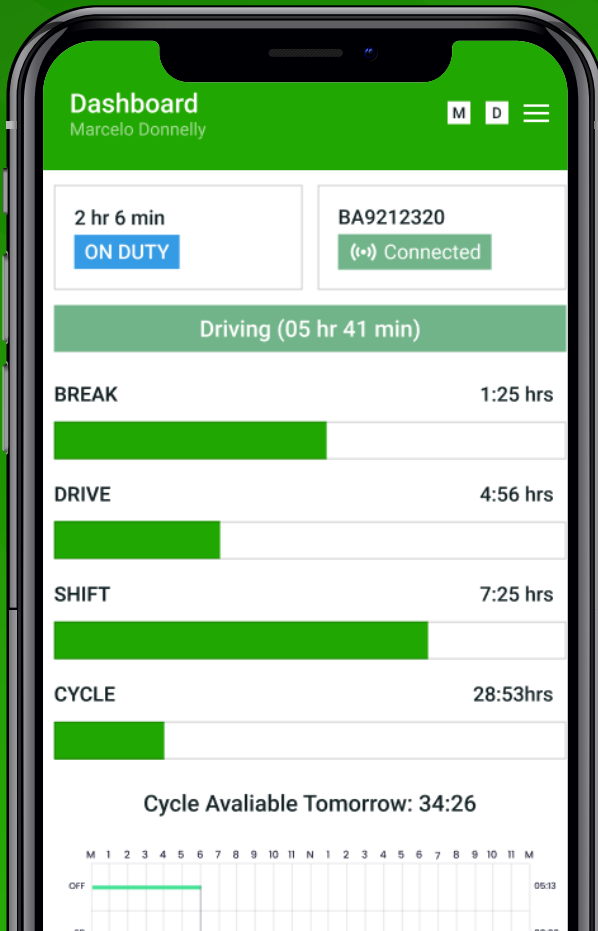 Dashboard
Marcelo Donnelly
M D
2 hr 6 min
ON DUTY
BA9212320
Connected
Driving (05 hr 41 min)
BREAK 1:25 hrs
DRIVE 4:56 hrs
SHIFT 7:25 hrs
CYCLE 28:53hrs
Cycle Avaliable Tomorrow: 34:26
M 1 2 3 4 5 6 7 8 9 10 11 N 1 2 3 4 5 6 7 8 9 10 11 M
OFF 05:13